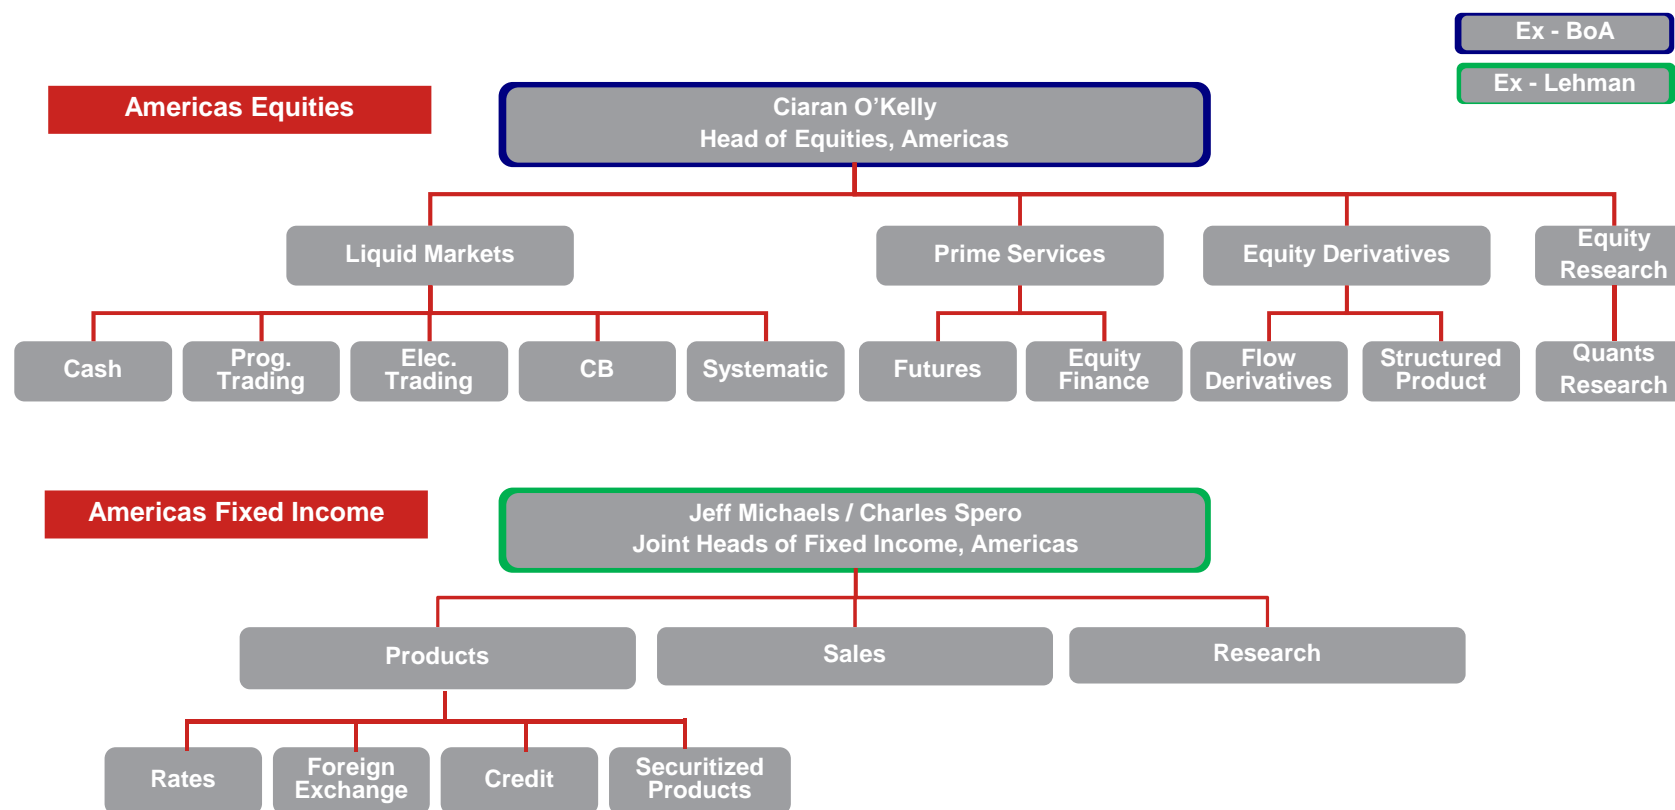 Ex - BoA
Ex - Lehman
Americas Equities
Ciaran O’Kelly
Head of Equities, Americas
Liquid Markets
Prime Services
Equity Derivatives
Equity
Research
Cash
Prog.
Trading
Elec.
Trading
CB
Systematic
Futures
Equity
Finance
Flow
Derivatives
Structured
Product
Quants
Research
Americas Fixed Income
Jeff Michaels / Charles Spero
Joint Heads of Fixed Income, Americas
Products
Sales
Research
Rates
Foreign
Exchange
Credit
Securitized
Products